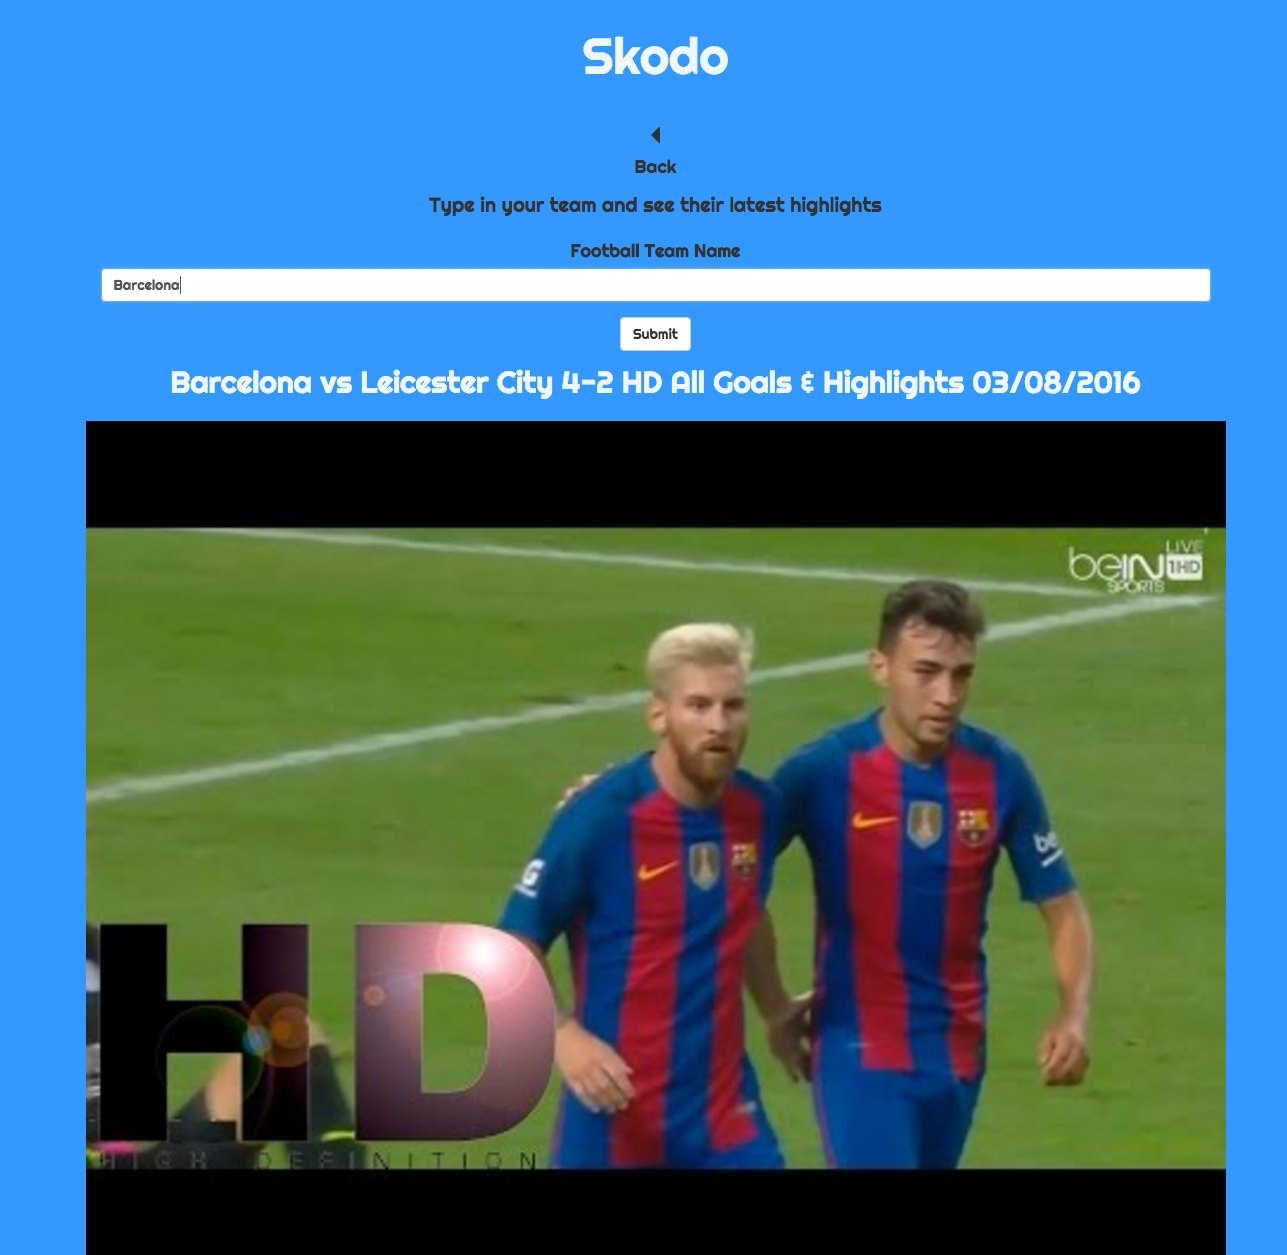 Skodo
Back
Type in your team and see their latest highlights
Football Team Name
Barcelona
Submit
Barcelona vs Leicester City 4-2 HD All Goals & Highlights 03/08/2016
LIVE
beIN 1HD
SPORTS
be
G
HD
HIGH DEFINITION